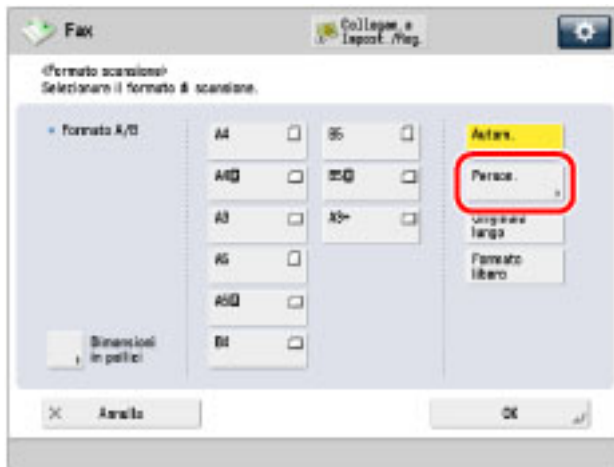 Fax
Collegam. a
Impost./Reg.
<Formato scansione>
Selezionare il formato di scansione.
Formato A/B
A4
B5
Autom.
A4R
B5R
Person.
A3
A3+
Originale
lungo
A5
Formato
libero
A5R
Dimensioni
in pollici
B4
Annulla
OK